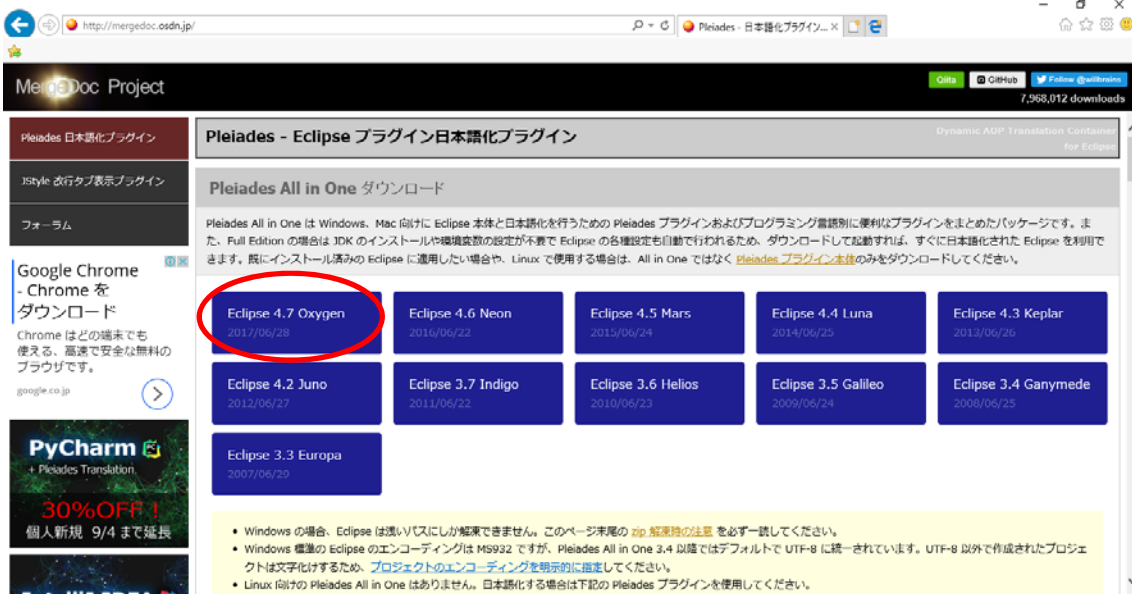 http://mergedoc.osdn.jp/
Pleiades - 日本語化プラグイン...
MergeDoc Project
Qiita
GitHub
Follow @willbrains
7,968,012 downloads
Pleiades 日本語化プラグイン
JStyle 改行タブ表示プラグイン
フォーラム
Google Chrome
- Chrome を
ダウンロード
Chrome はどの端末でも
使える、高速で安全な無料の
ブラウザです。
google.co.jp
PyCharm
+ Pleiades Translation
30%OFF !
個人新規 9/4 まで延長
Pleiades - Eclipse プラグイン日本語化プラグイン
Dynamic AOP Translation Container
for Eclipse
Pleiades All in One ダウンロード
Pleiades All in One は Windows、Mac 向けに Eclipse 本体と日本語化を行うための Pleiades プラグインおよびプログラミング言語別に便利なプラグインをまとめたパッケージです。ま
た、Full Edition の場合は JDK のインストールや環境変数の設定が不要で Eclipse の各種設定も自動で行われるため、ダウンロードして起動すれば、すぐに日本語化された Eclipse を利用で
きます。既にインストール済みの Eclipse に適用したい場合や、Linux で使用する場合は、All in One ではなく Pleiades プラグイン本体のみをダウンロードしてください。
Eclipse 4.7 Oxygen
2017/06/28
Eclipse 4.6 Neon
2016/06/22
Eclipse 4.5 Mars
2015/06/24
Eclipse 4.4 Luna
2014/06/25
Eclipse 4.3 Keplar
2013/06/26
Eclipse 4.2 Juno
2012/06/27
Eclipse 3.7 Indigo
2011/06/22
Eclipse 3.6 Helios
2010/06/23
Eclipse 3.5 Galileo
2009/06/24
Eclipse 3.4 Ganymede
2008/06/25
Eclipse 3.3 Europa
2007/06/29
• Windows の場合、Eclipse は浅いパスにしか解凍できません。このページ末尾の zip 解凍時の注意 を必ず一読してください。
• Windows 標準の Eclipse のエンコーディングは MS932 ですが、Pleiades All in One 3.4 以降ではデフォルトで UTF-8 に統一されています。UTF-8 以外で作成されたプロジェ
クトは文字化けするため、プロジェクトのエンコーディングを明示的に指定してください。
• Linux 向けの Pleiades All in One はありません。日本語化する場合は下記の Pleiades プラグインを使用してください。